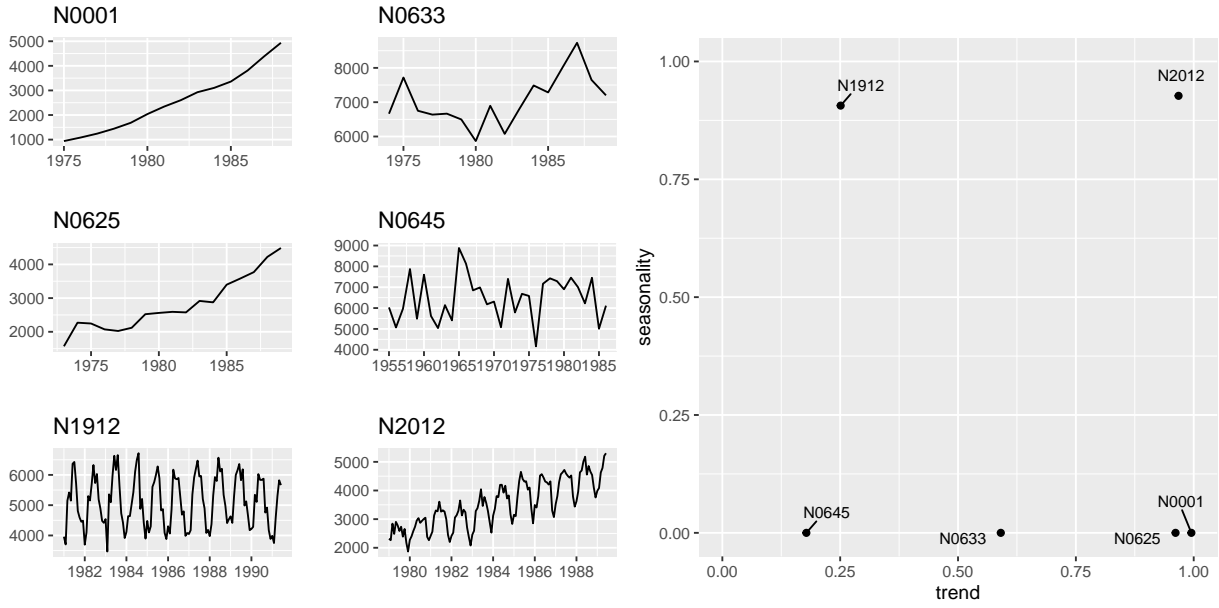 N0001
5000
4000
3000
2000
1000
1975 1980 1985
N0633
8000
7000
6000
1975 1980 1985
N0625
4000
3000
2000
1975 1980 1985
N0645
9000
8000
7000
6000
5000
4000
1955 1960 1965 1970 1975 1980 1985
N1912
6000
5000
4000
1982 1984 1986 1988 1990
N2012
5000
4000
3000
2000
1980 1982 1984 1986 1988
seasonality
1.00
0.75
0.50
0.25
0.00
N1912
N2012
N0645
N0633
N0625
N0001
0.00 0.25 0.50 0.75 1.00
trend